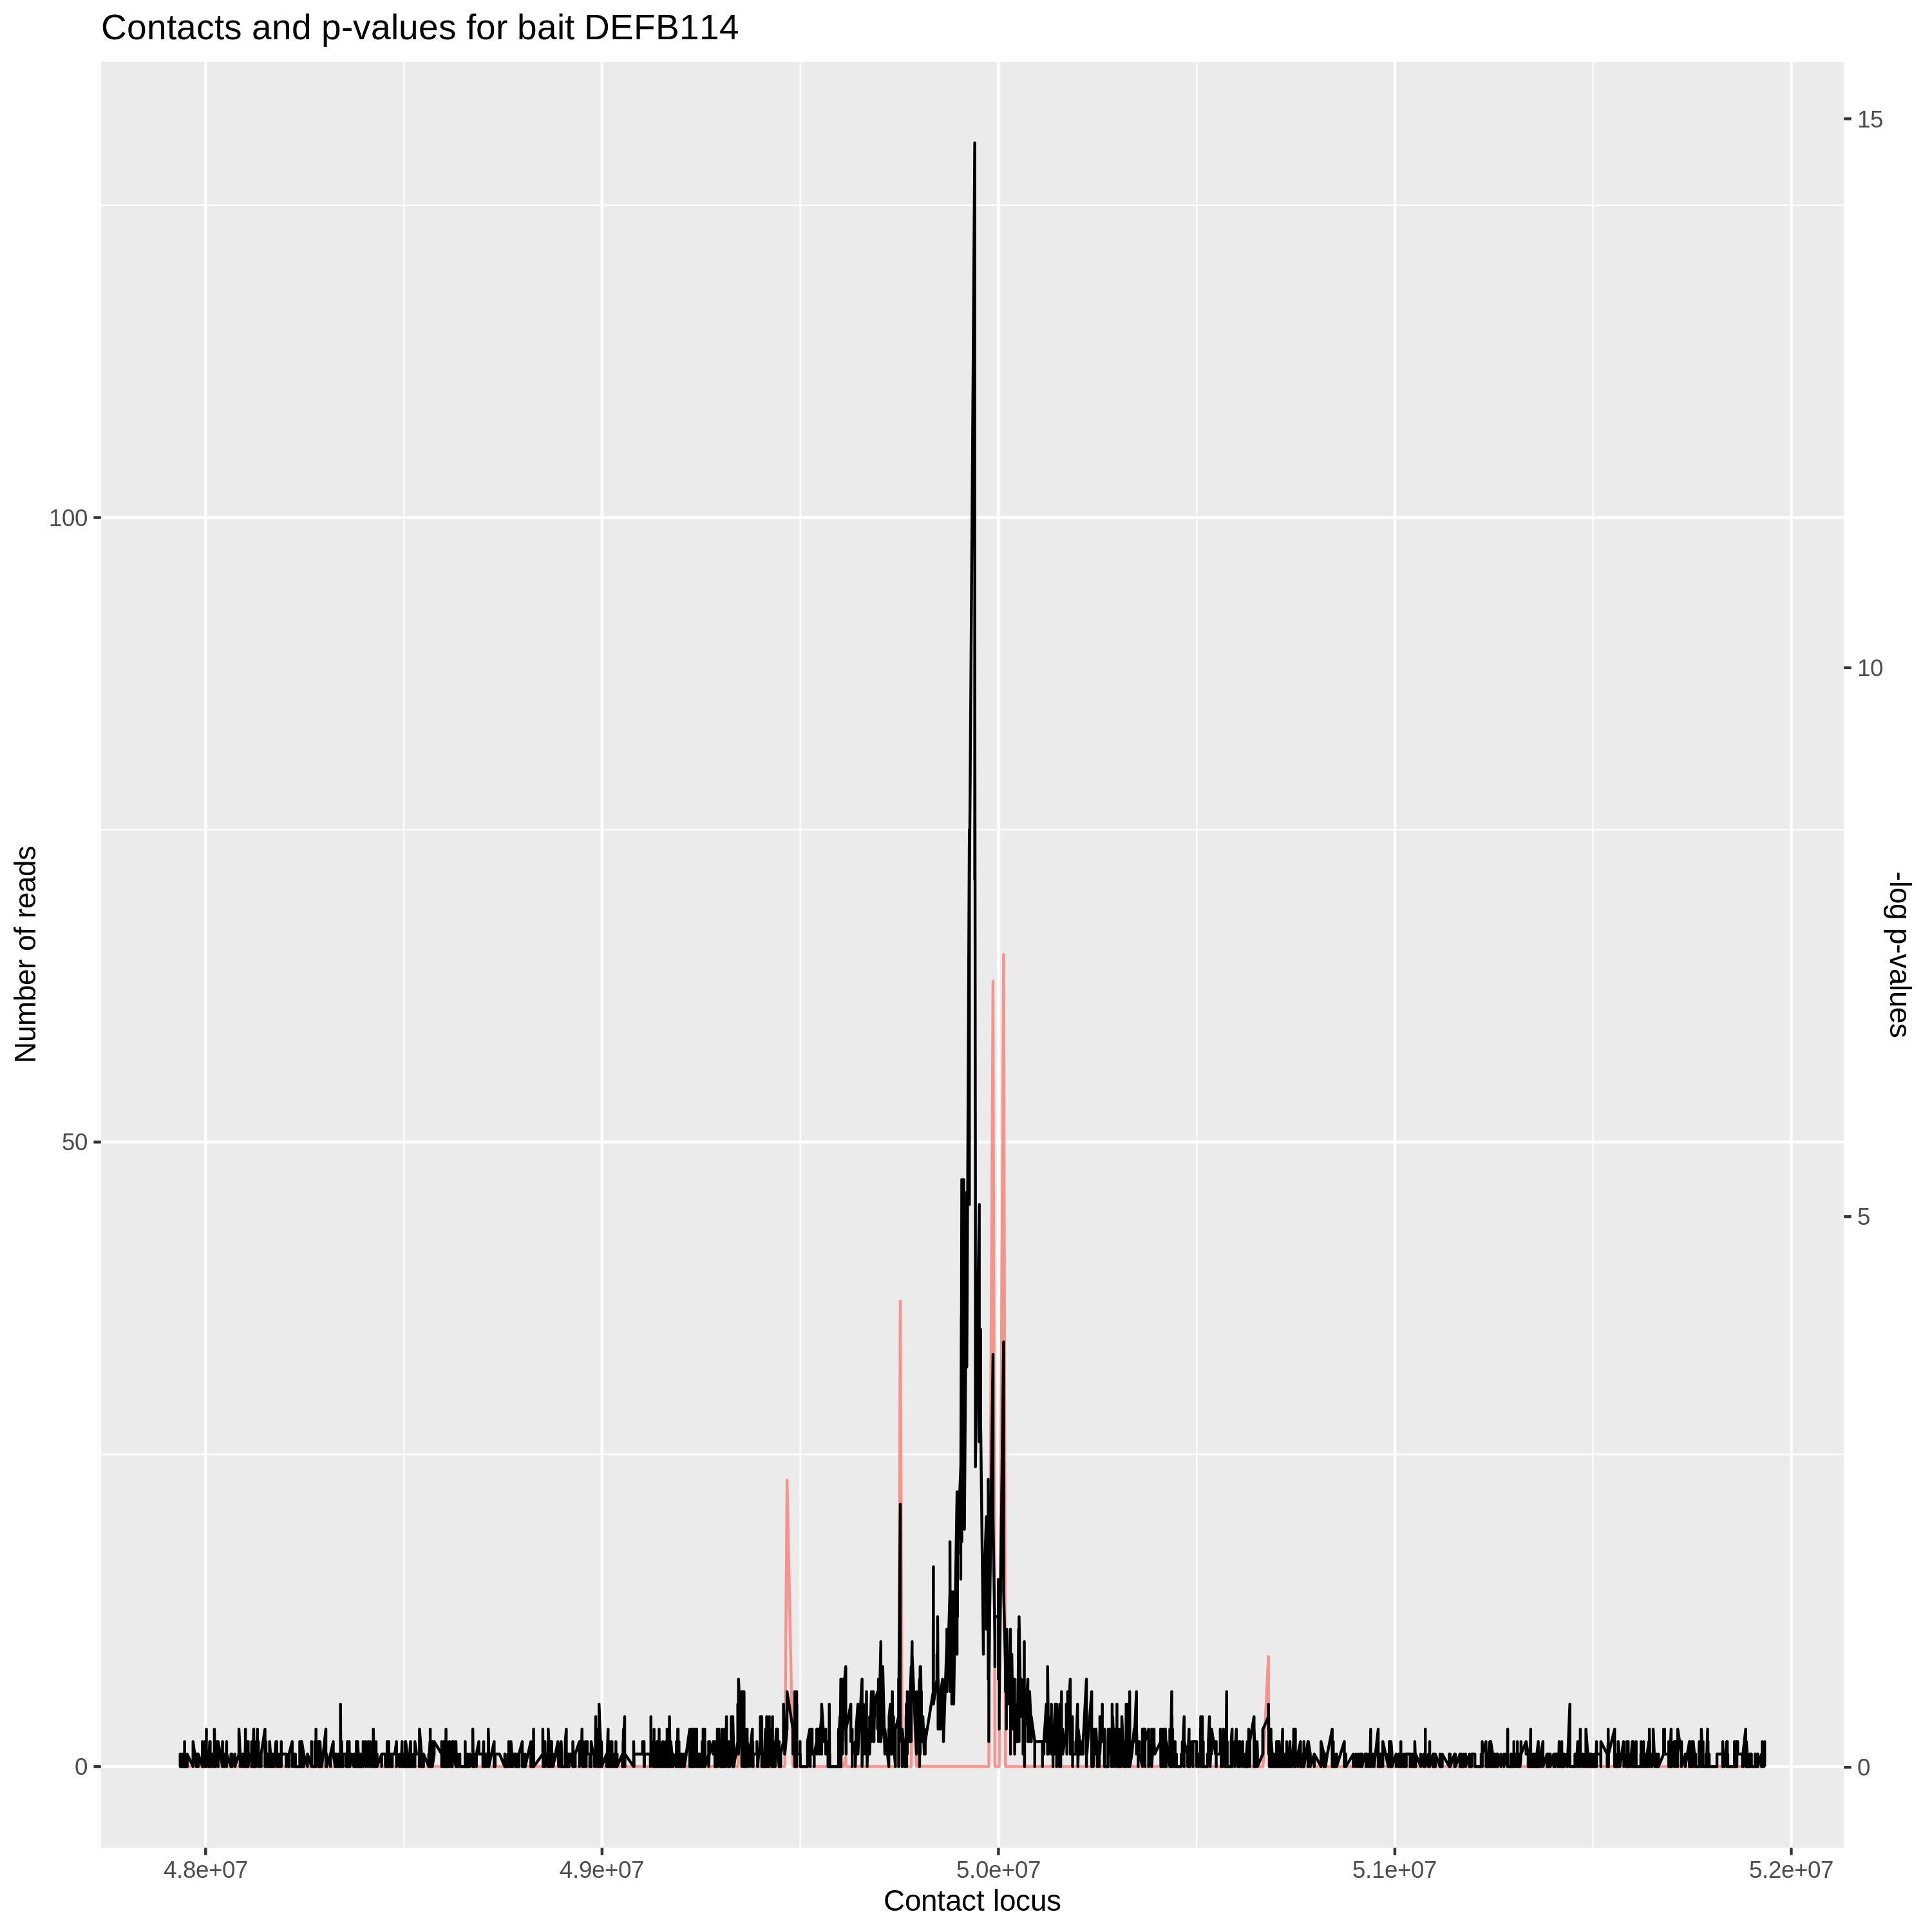 Contacts and p-values for bait DEFB114
15
100
10
Number of reads
-log p-values
50
5
0
0
4.8e+07
4.9e+07
5.0e+07
5.1e+07
5.2e+07
Contact locus